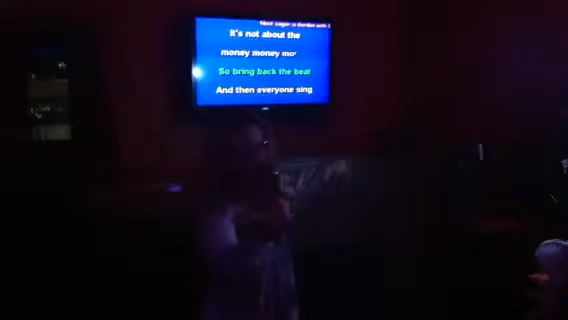 It's not about the
money money mo
So bring back the beat
And then everyone sing